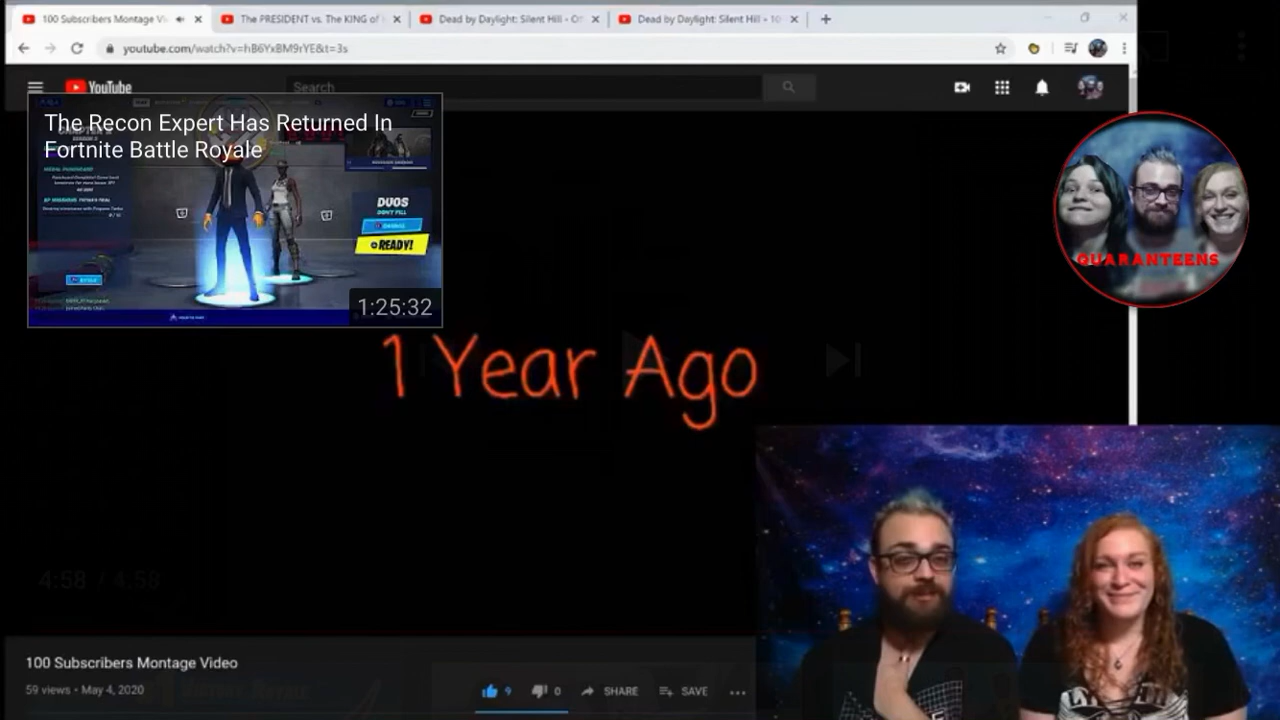 100 Subscribers Montage Vi
The PRESIDENT vs. The KING of
Dead by Daylight: Silent Hill - Of
Dead by Daylight: Silent Hill - 10
youtube.com/watch?v=hB6YxBM9rYE&t=3s
YouTube
Search
The Recon Expert Has Returned In
Fortnite Battle Royale
DUOS
DON'T FILL
READY!
1:25:32
QUARANTEENS
1 Year Ago
4:58 / 4:58
100 Subscribers Montage Video
59 views • May 4, 2020
9
0
SHARE
SAVE